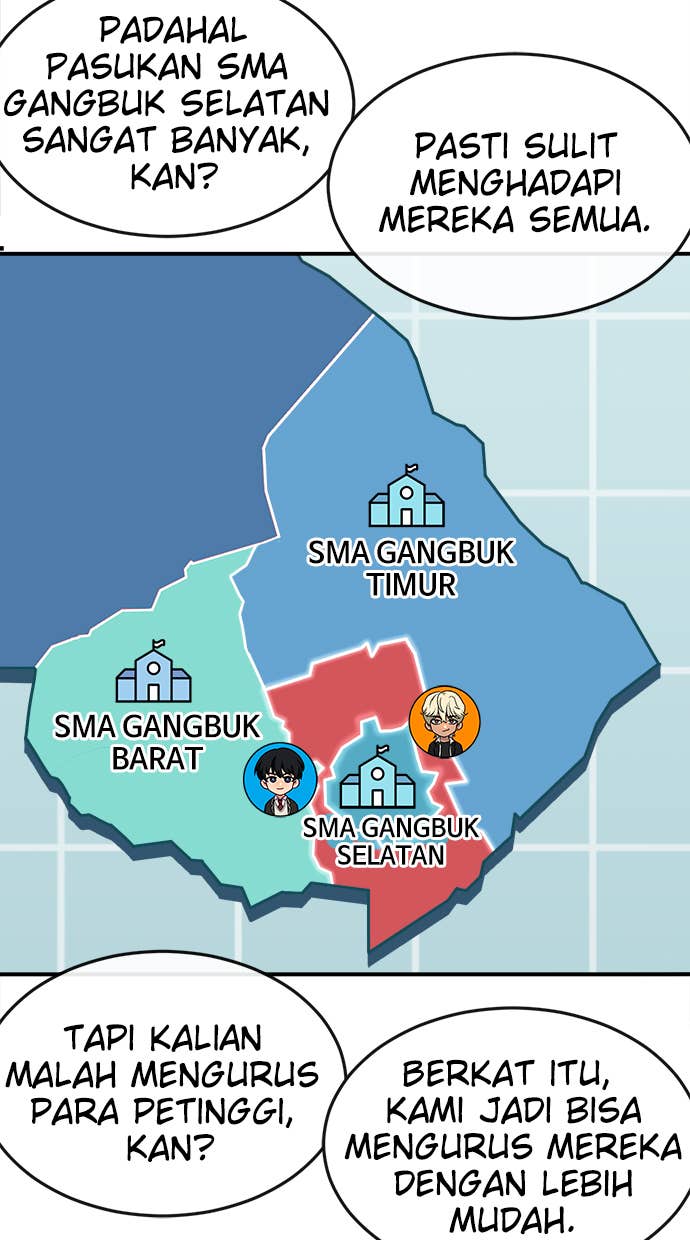 PADAHAL
PASUKAN SMA
GANGBUK SELATAN
SANGAT BANYAK,
KAN?
PASTI SULIT
MENGHADAPI
MEREKA SEMUA.
SMA GANGBUK
TIMUR
SMA GANGBUK
BARAT
SMA GANGBUK
SELATAN
TAPI KALIAN
MALAH MENGURUS
PARA PETINGGI,
KAN?
BERKAT ITU,
KAMI JADI BISA
MENGURUS MEREKA
DENGAN LEBIH
MUDAH.